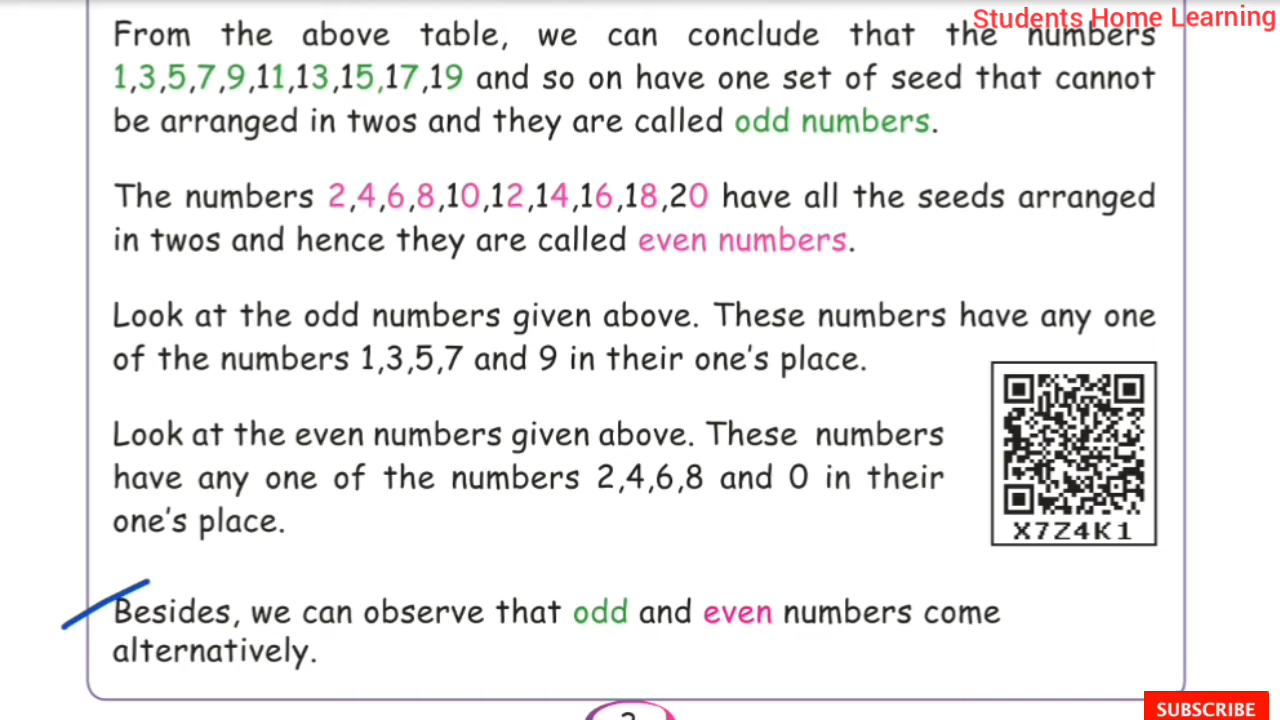 Students Home Learning
From the above table, we can conclude that the numbers
1,3,5,7,9,11,13,15,17,19 and so on have one set of seed that cannot
be arranged in twos and they are called odd numbers.
The numbers 2,4,6,8,10,12,14,16,18,20 have all the seeds arranged
in twos and hence they are called even numbers.
Look at the odd numbers given above. These numbers have any one
of the numbers 1,3,5,7 and 9 in their one's place.
Look at the even numbers given above. These numbers
have any one of the numbers 2,4,6,8 and 0 in their
one's place.
X7Z4K1
Besides, we can observe that odd and even numbers come
alternatively.
SUBSCRIBE